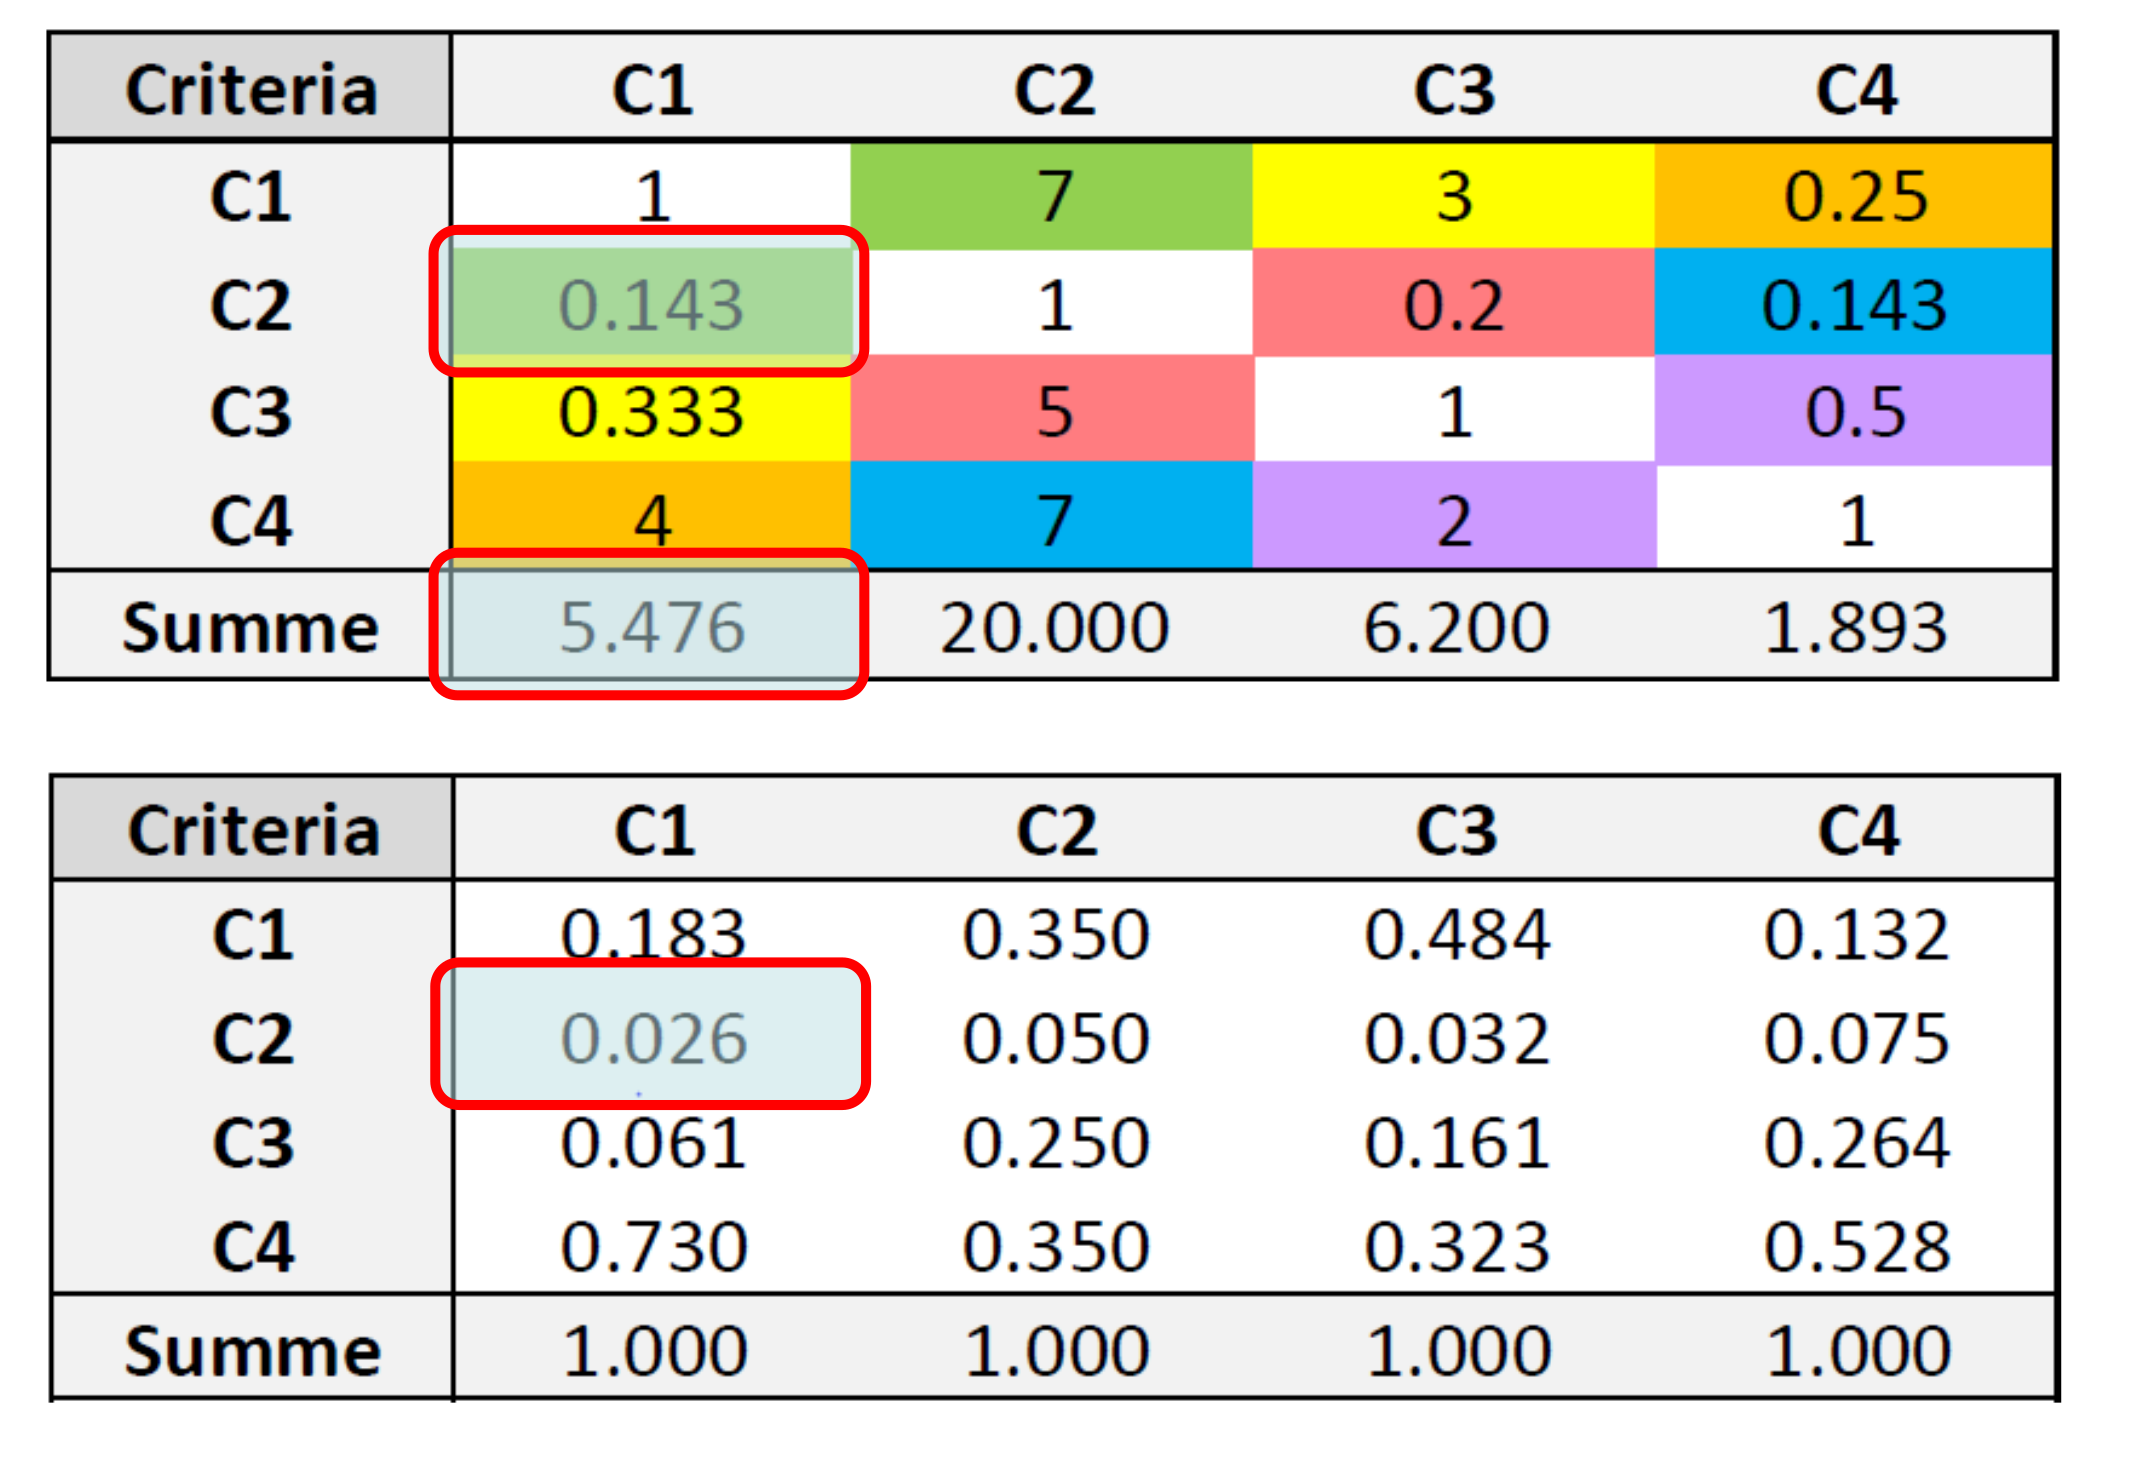 Criteria C1 C2 C3 C4
C1 1 7 3 0.25
C2 0.143 1 0.2 0.143
C3 0.333 5 1 0.5
C4 4 7 2 1
Summe 5.476 20.000 6.200 1.893
Criteria C1 C2 C3 C4
C1 0.183 0.350 0.484 0.132
C2 0.026 0.050 0.032 0.075
C3 0.061 0.250 0.161 0.264
C4 0.730 0.350 0.323 0.528
Summe 1.000 1.000 1.000 1.000